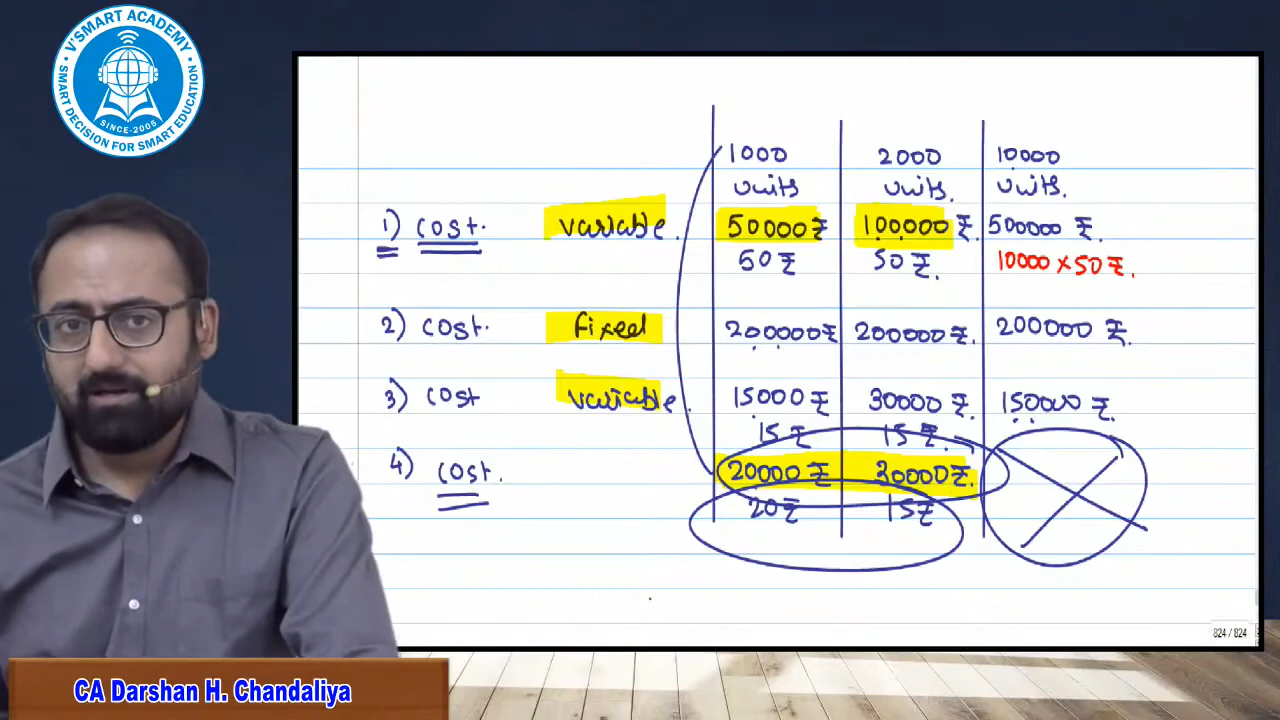 V'SMART ACADEMY
SMART DECISION FOR SMART EDUCATION
SINCE-2005
1000 units 2000 units. 10000 units.
1) cost. variable. 50000₹ 100,000 ₹. 500000 ₹.
50₹ 50₹. 10000 × 50 ₹.
2) cost. fixed 200000₹ 200000₹. 200000 ₹.
3) cost variable. 15000 ₹ 30000 ₹. 150000 ₹.
15 ₹ 15 ₹.
4) cost. 20000 ₹ 30000₹.
20₹ 15₹
824 / 824
CA Darshan H. Chandaliya